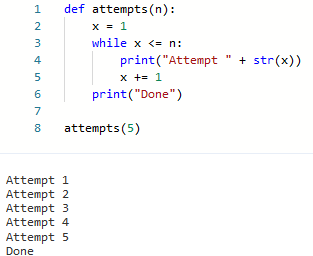 1 def attempts(n):
2     x = 1
3     while x <= n:
4         print("Attempt " + str(x))
5         x += 1
6     print("Done")
7
8 attempts(5)
Attempt 1
Attempt 2
Attempt 3
Attempt 4
Attempt 5
Done